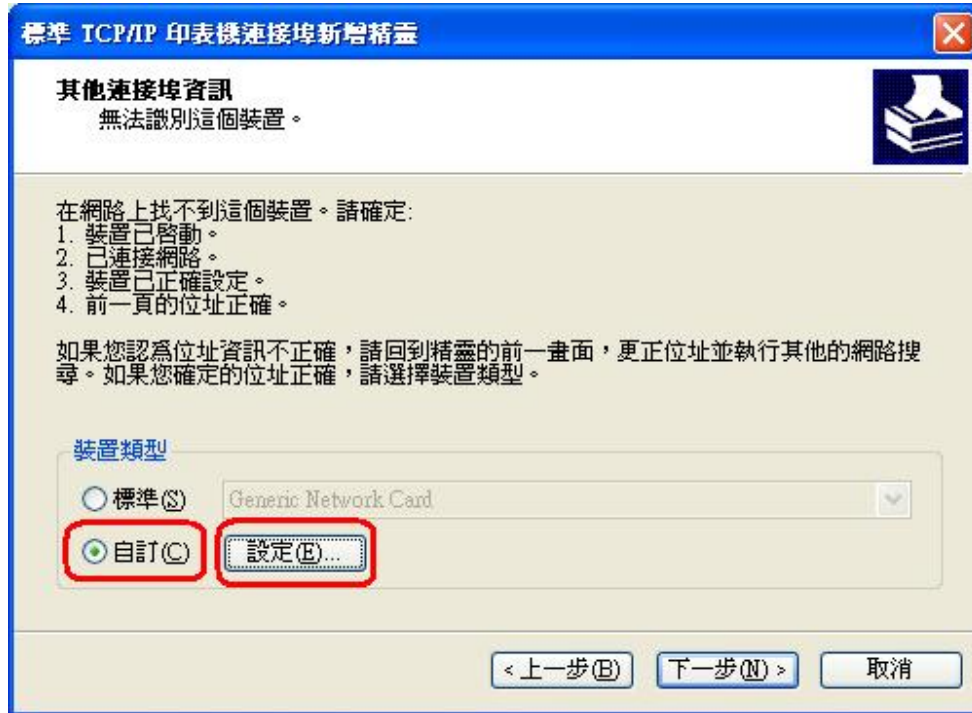 標準 TCP/IP 印表機連接埠新增精靈
其他連接埠資訊
無法識別這個裝置。
在網路上找不到這個裝置。請確定:
1. 裝置已啓動。
2. 已連接網路。
3. 裝置已正確設定。
4. 前一頁的位址正確。
如果您認爲位址資訊不正確，請回到精靈的前一畫面，更正位址並執行其他的網路搜
尋。如果您確定的位址正確，請選擇裝置類型。
裝置類型
標準(S) Generic Network Card
自訂(C) 設定(E)...
<上一步(B) 下一步(N)> 取消